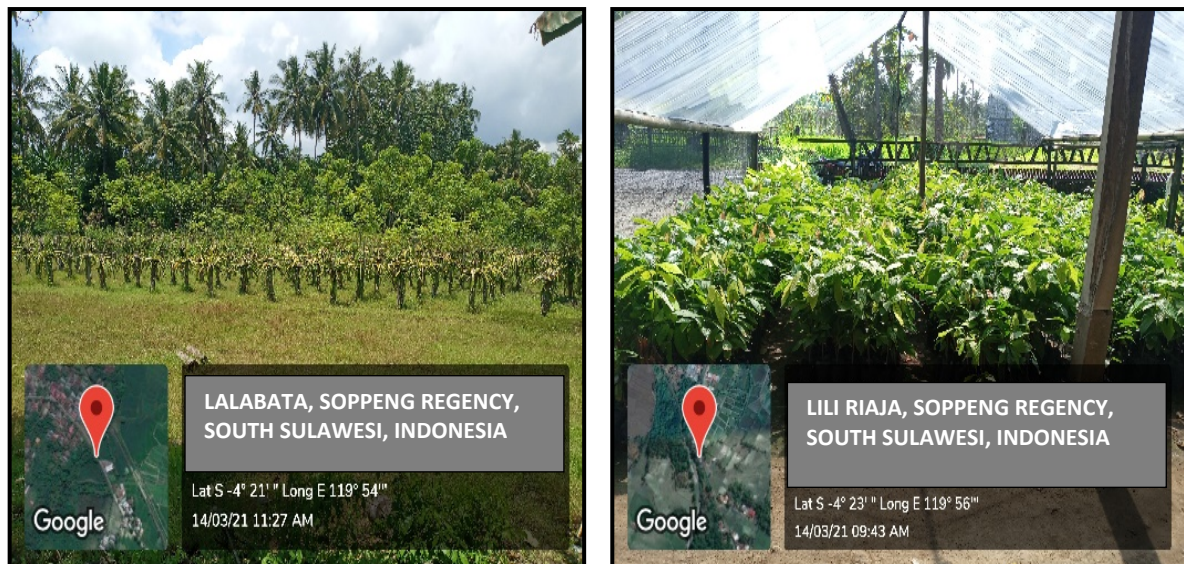 LALABATA, SOPPENG REGENCY,
SOUTH SULAWESI, INDONESIA
Lat S -4° 21' " Long E 119° 54'"
14/03/21 11:27 AM
Google
LILI RIAJA, SOPPENG REGENCY,
SOUTH SULAWESI, INDONESIA
Lat S -4° 23' " Long E 119° 56'"
14/03/21 09:43 AM
Google